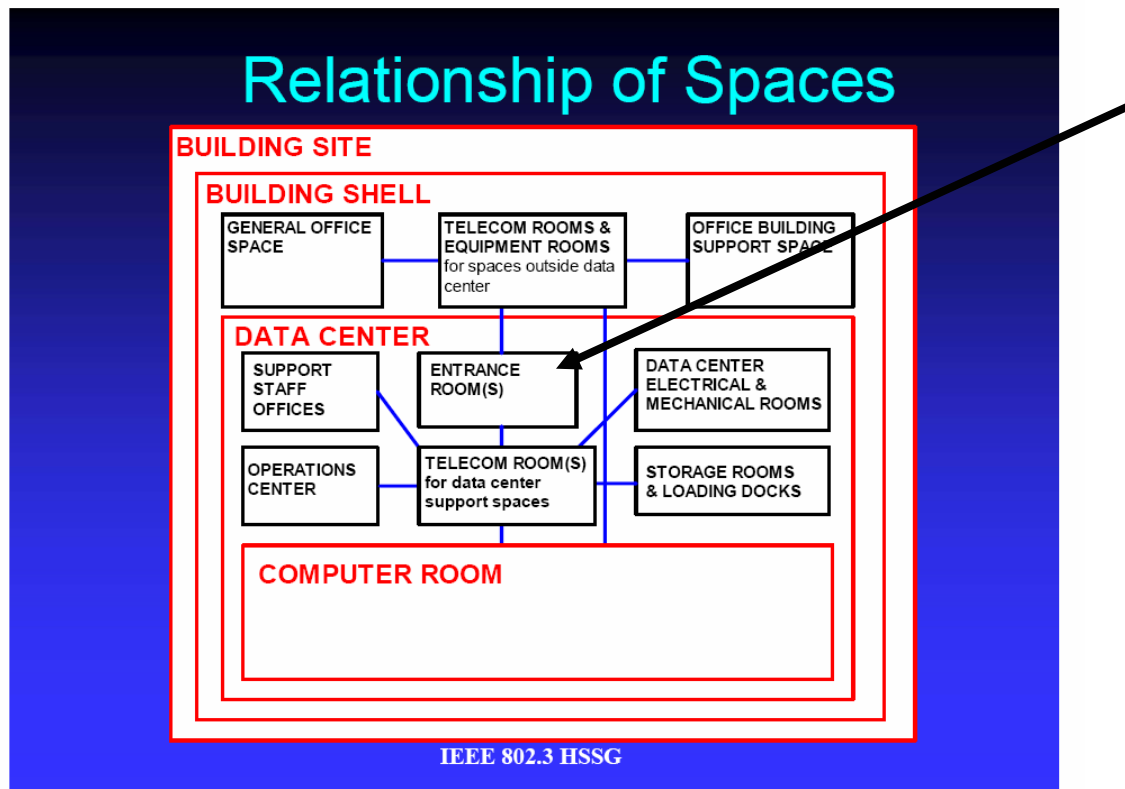 Relationship of Spaces
BUILDING SITE
BUILDING SHELL
GENERAL OFFICE
SPACE
TELECOM ROOMS &
EQUIPMENT ROOMS
for spaces outside data
center
OFFICE BUILDING
SUPPORT SPACE
DATA CENTER
SUPPORT
STAFF
OFFICES
ENTRANCE
ROOM(S)
DATA CENTER
ELECTRICAL &
MECHANICAL ROOMS
OPERATIONS
CENTER
TELECOM ROOM(S)
for data center
support spaces
STORAGE ROOMS
& LOADING DOCKS
COMPUTER ROOM
IEEE 802.3 HSSG